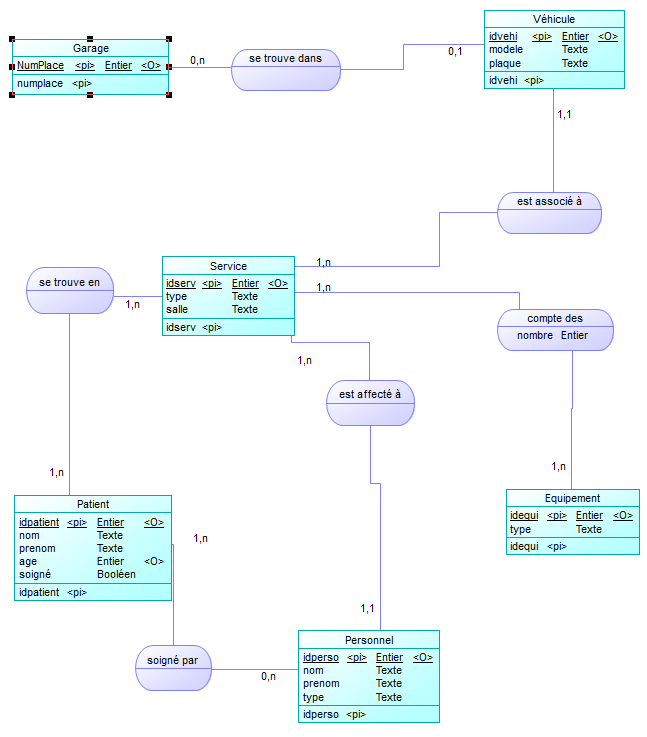 Garage
NumPlace <pi> Entier <O>
numplace <pi>
0,n
se trouve dans
0,1
Véhicule
idvehi <pi> Entier <O>
modele Texte
plaque Texte
idvehi <pi>
1,1
est associé à
1,n
Service
idserv <pi> Entier <O>
type Texte
salle Texte
idserv <pi>
se trouve en
1,n
1,n
compte des
nombre Entier
1,n
est affecté à
1,n
1,n
Equipement
idequi <pi> Entier <O>
type Texte
idequi <pi>
Patient
idpatient <pi> Entier <O>
nom Texte
prenom Texte
age Entier <O>
soigné Booléen
idpatient <pi>
1,n
soigné par
0,n
1,1
Personnel
idperso <pi> Entier <O>
nom Texte
prenom Texte
type Texte
idperso <pi>